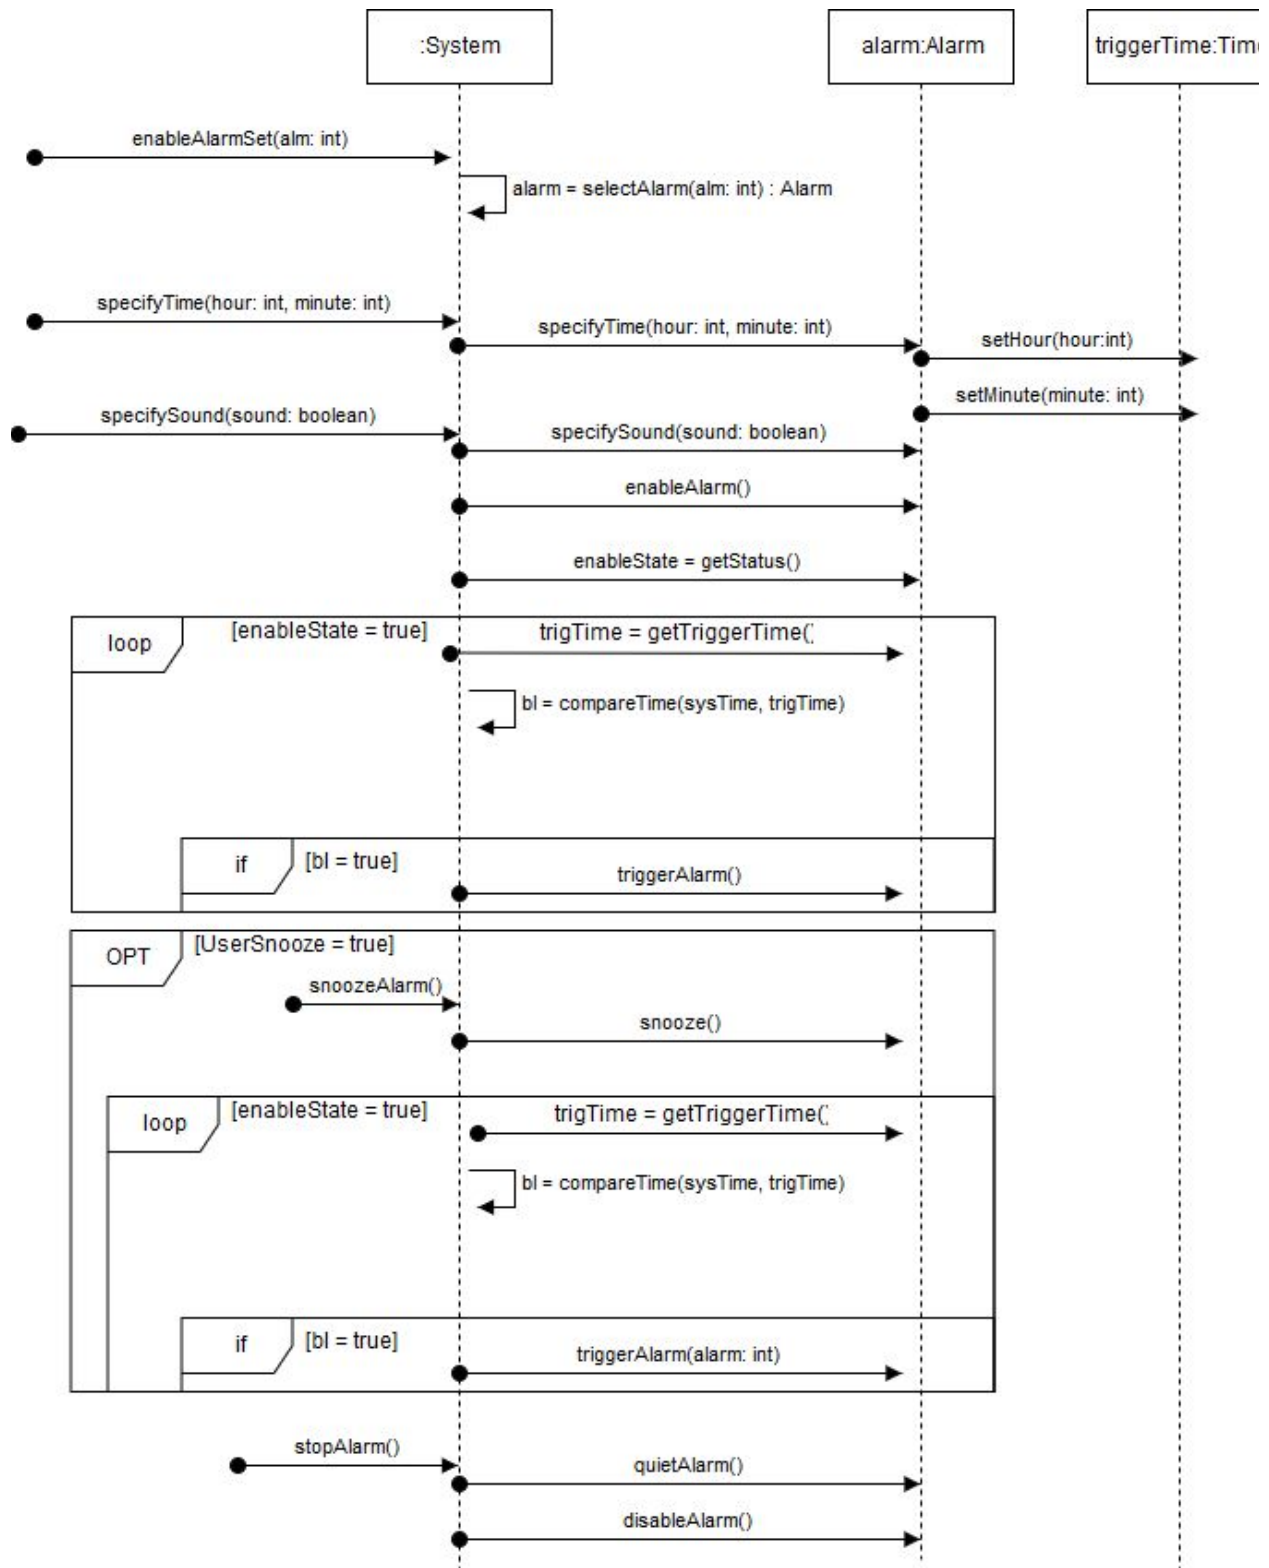 :System
alarm:Alarm
triggerTime:Tim
enableAlarmSet(alm: int)
alarm = selectAlarm(alm: int) : Alarm
specifyTime(hour: int, minute: int)
specifyTime(hour: int, minute: int)
setHour(hour:int)
setMinute(minute: int)
specifySound(sound: boolean)
specifySound(sound: boolean)
enableAlarm()
enableState = getStatus()
loop
[enableState = true]
trigTime = getTriggerTime()
bl = compareTime(sysTime, trigTime)
if
[bl = true]
triggerAlarm()
OPT
[UserSnooze = true]
snoozeAlarm()
snooze()
loop
[enableState = true]
trigTime = getTriggerTime()
bl = compareTime(sysTime, trigTime)
if
[bl = true]
triggerAlarm(alarm: int)
stopAlarm()
quietAlarm()
disableAlarm()